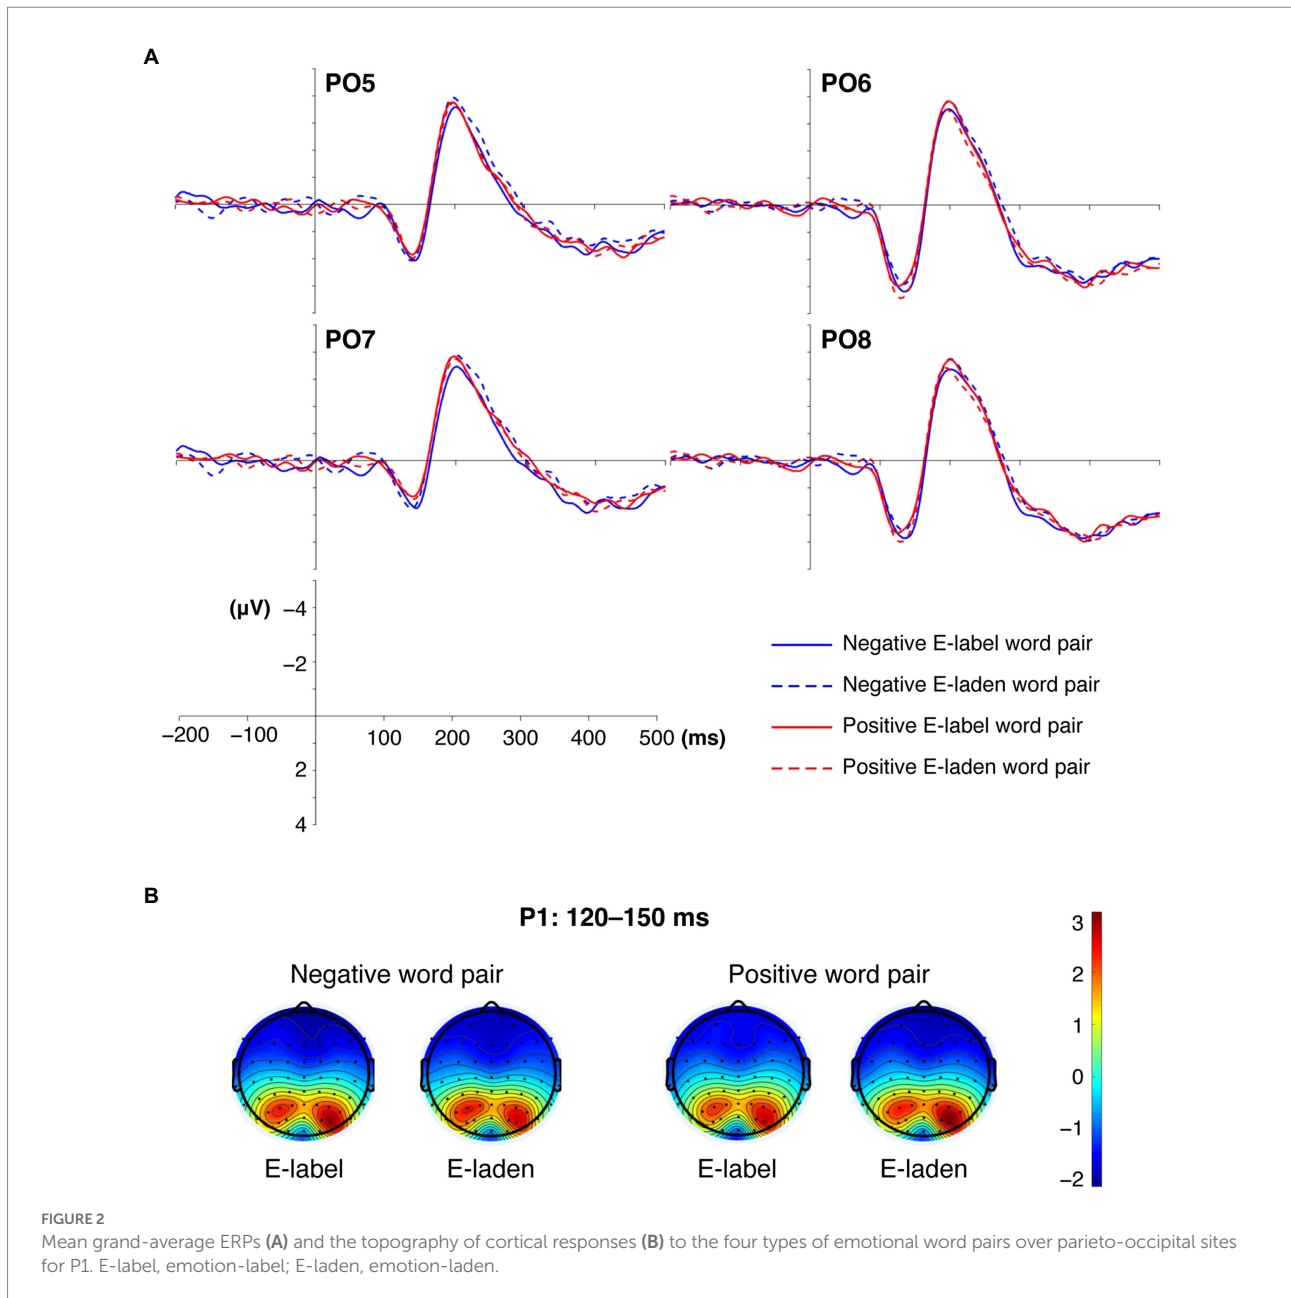 A
PO5
PO6
PO7
PO8
(µV)
−4
−2
−200 −100 100 200 300 400 500 (ms)
2
4
Negative E-label word pair
Negative E-laden word pair
Positive E-label word pair
Positive E-laden word pair
B
P1: 120–150 ms
Negative word pair
Positive word pair
E-label
E-laden
E-label
E-laden
3
2
1
0
−1
−2
FIGURE 2
Mean grand-average ERPs (A) and the topography of cortical responses (B) to the four types of emotional word pairs over parieto-occipital sites
for P1. E-label, emotion-label; E-laden, emotion-laden.